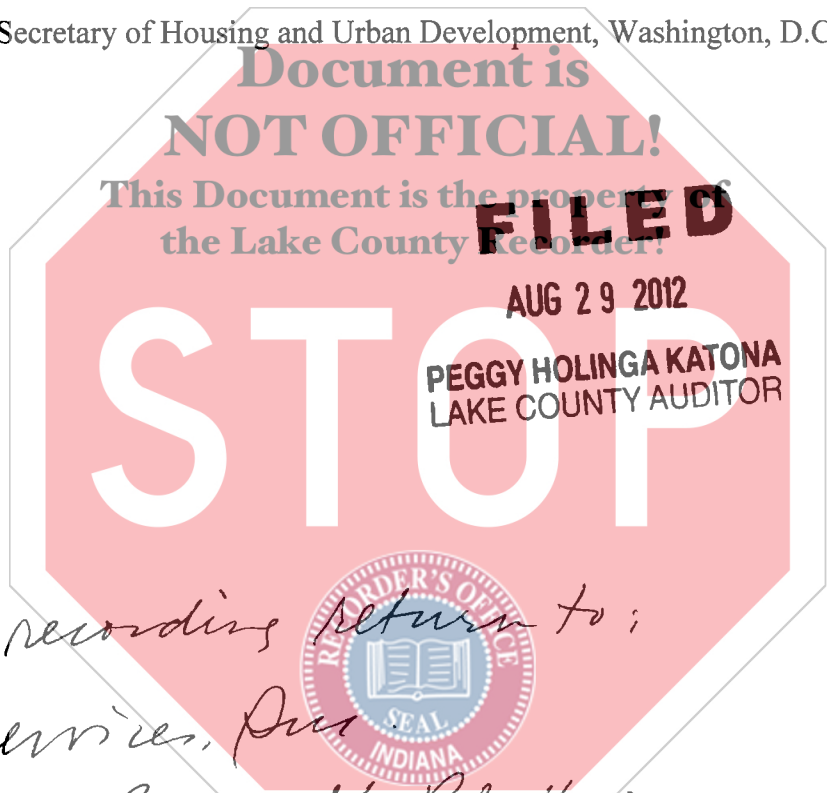 Secretary of Housing and Urban Development, Washington, D.C
Document is
NOT OFFICIAL!
This Document is the property of
the Lake County Recorder!
FILED
AUG 29 2012
PEGGY HOLINGA KATONA
LAKE COUNTY AUDITOR
STOP
RECORDER'S OFFICE
SEAL
INDIANA
recording return to:
ervices,